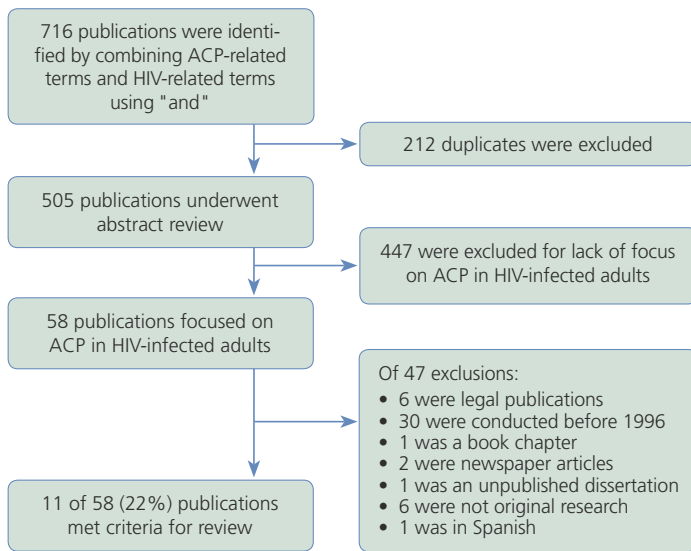 716 publications were identi-
fied by combining ACP-related
terms and HIV-related terms
using "and"
212 duplicates were excluded
505 publications underwent
abstract review
447 were excluded for lack of focus
on ACP in HIV-infected adults
58 publications focused on
ACP in HIV-infected adults
Of 47 exclusions:
• 6 were legal publications
• 30 were conducted before 1996
• 1 was a book chapter
• 2 were newspaper articles
• 1 was an unpublished dissertation
• 6 were not original research
• 1 was in Spanish
11 of 58 (22%) publications
met criteria for review